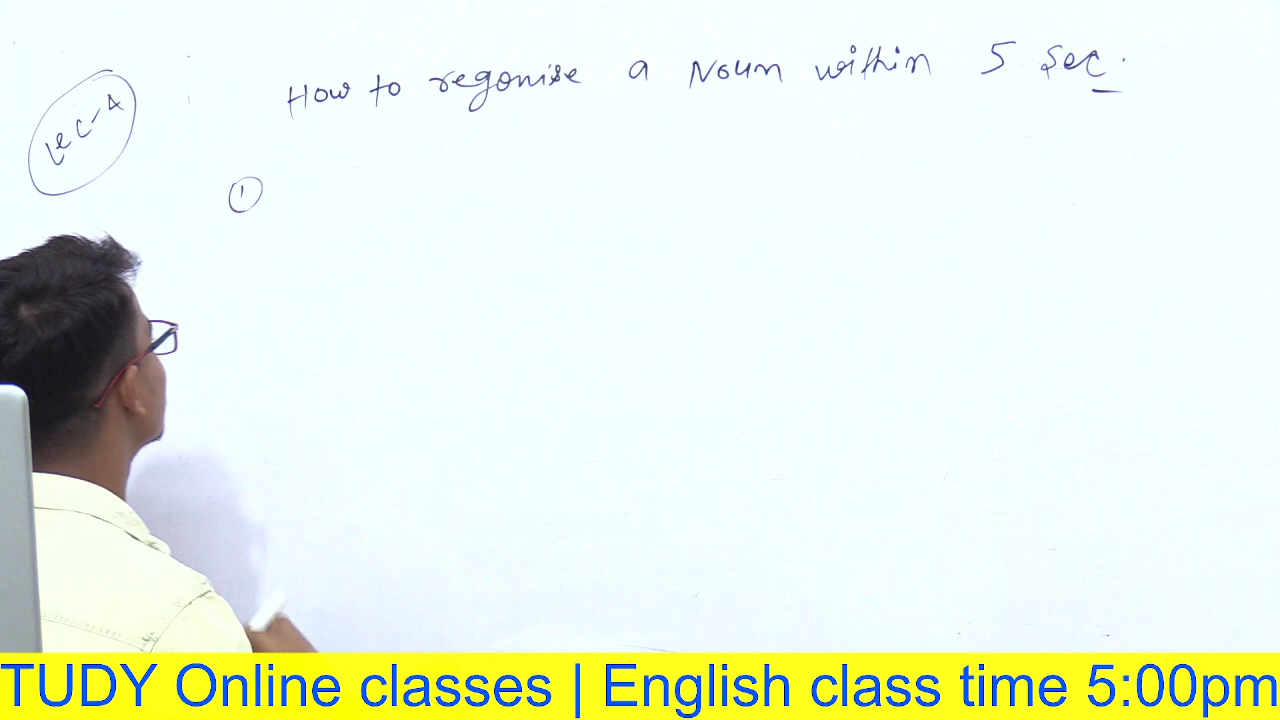 How to regonise a Noun within 5 Sec.
Lec-4
1
TUDY Online classes | English class time 5:00pm